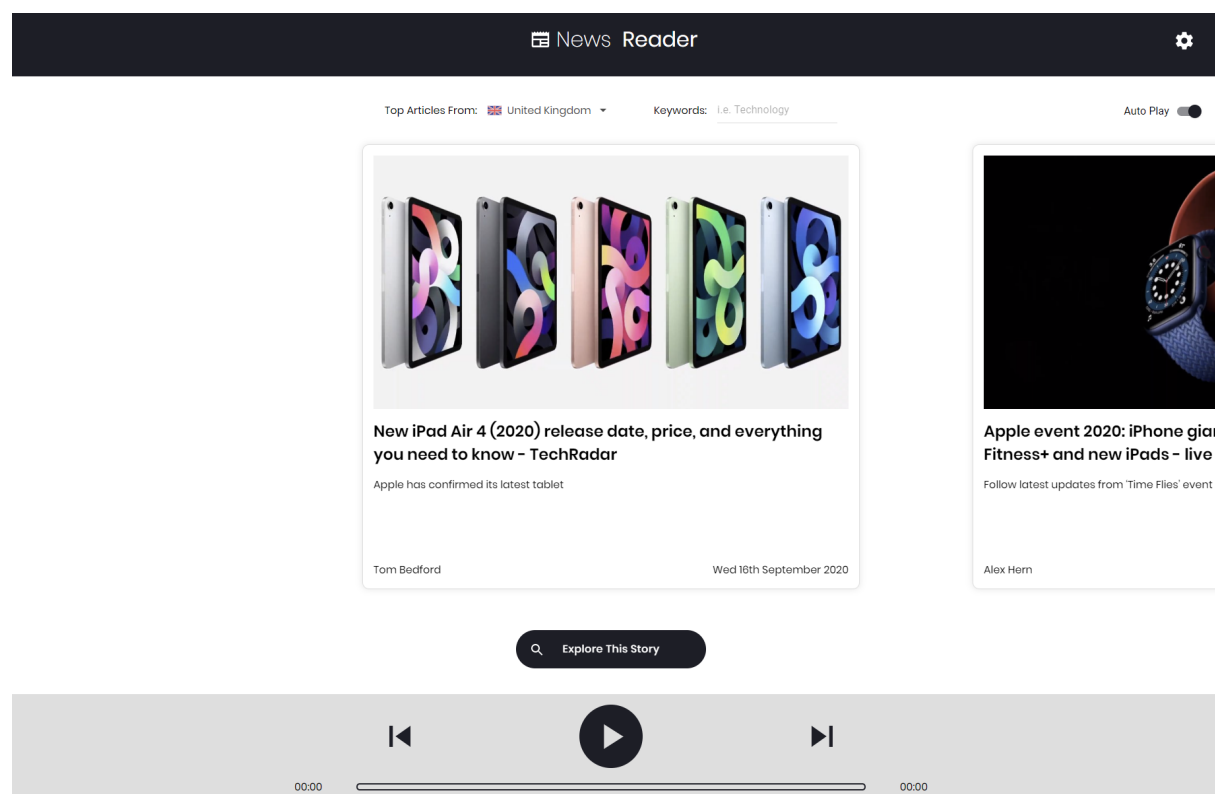 News Reader
Top Articles From: United Kingdom Keywords: i.e. Technology Auto Play
New iPad Air 4 (2020) release date, price, and everything
you need to know - TechRadar
Apple has confirmed its latest tablet
Tom Bedford Wed 16th September 2020
Apple event 2020: iPhone gian
Fitness+ and new iPads - live
Follow latest updates from 'Time Flies' event
Alex Hern
Explore This Story
00:00 00:00